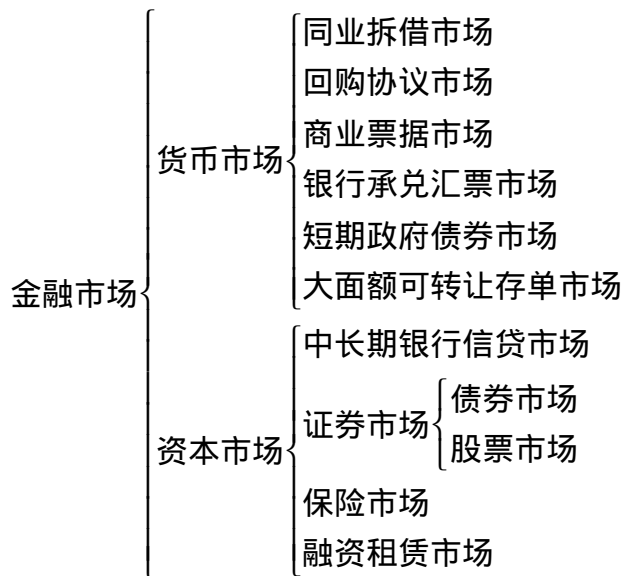 金融市场
货币市场
同业拆借市场
回购协议市场
商业票据市场
银行承兑汇票市场
短期政府债券市场
大面额可转让存单市场
资本市场
中长期银行信贷市场
证券市场
债券市场
股票市场
保险市场
融资租赁市场